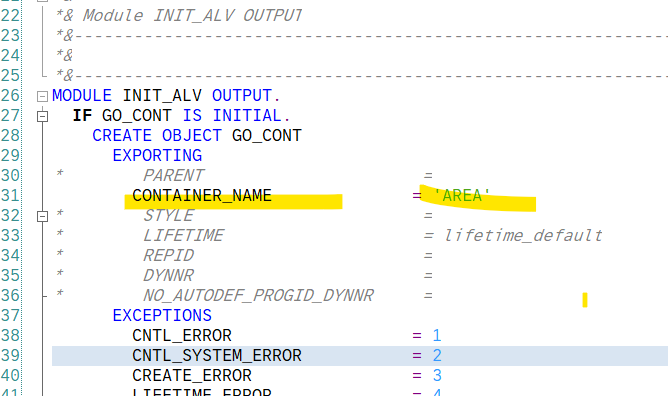 22 *& Module INIT_ALV OUTPUT
23 *&---------------------------------------------------------------
24 *&
25 *&---------------------------------------------------------------
26 MODULE INIT_ALV OUTPUT.
27 IF GO_CONT IS INITIAL.
28 CREATE OBJECT GO_CONT
29 EXPORTING
30 * PARENT =
31 CONTAINER_NAME = 'AREA'
32 * STYLE =
33 * LIFETIME = lifetime_default
34 * REPID =
35 * DYNNR =
36 * NO_AUTODEF_PROGID_DYNNR =
37 EXCEPTIONS
38 CNTL_ERROR = 1
39 CNTL_SYSTEM_ERROR = 2
40 CREATE_ERROR = 3
41 LIFETIME_ERROR = 4